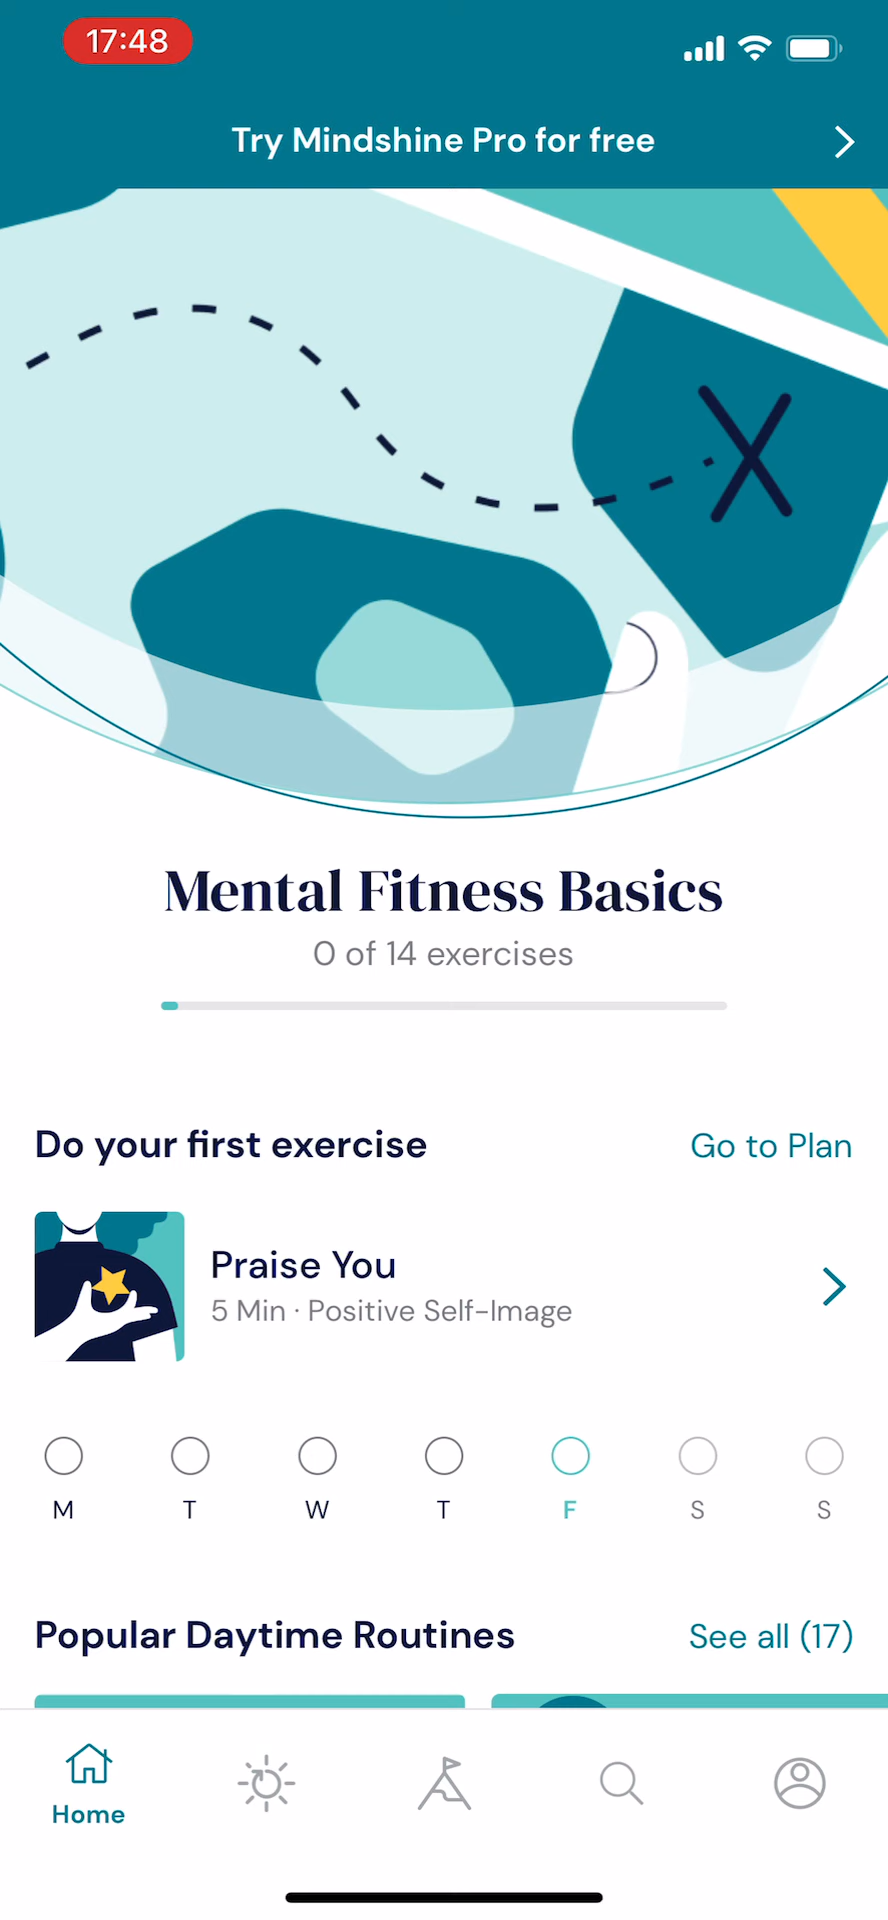 17:48
Try Mindshine Pro for free
Mental Fitness Basics
0 of 14 exercises
Do your first exercise
Go to Plan
Praise You
5 Min · Positive Self-Image
M T W T F S S
Popular Daytime Routines
See all (17)
Home